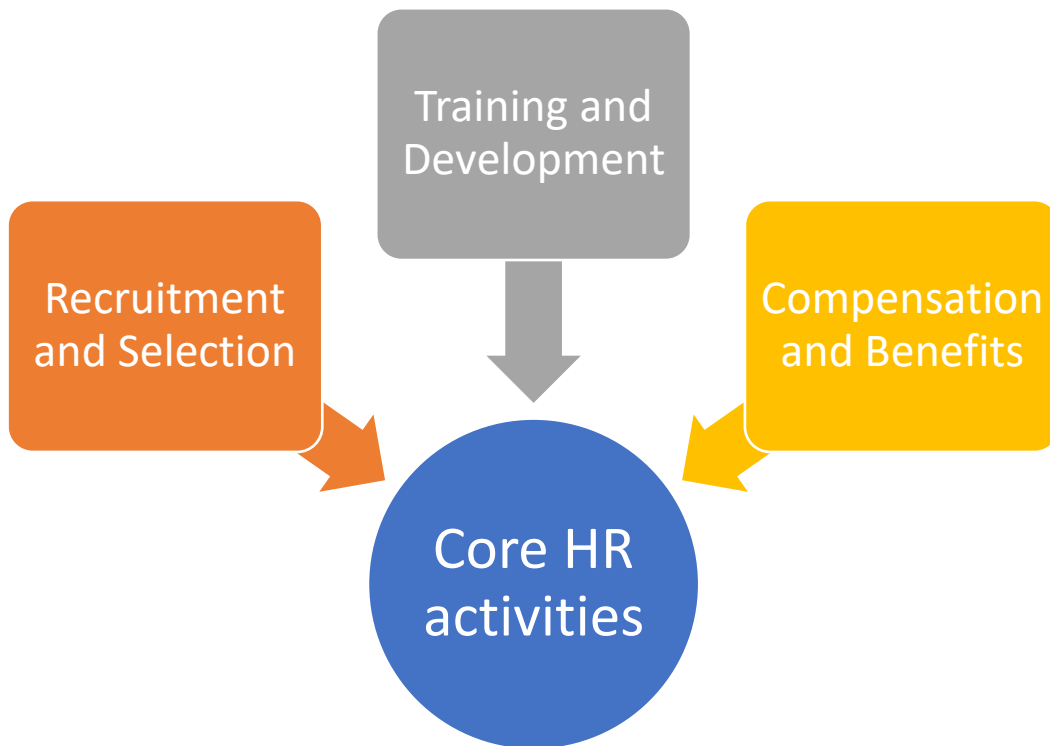 Training and
Development
Recruitment
and Selection
Compensation
and Benefits
Core HR
activities